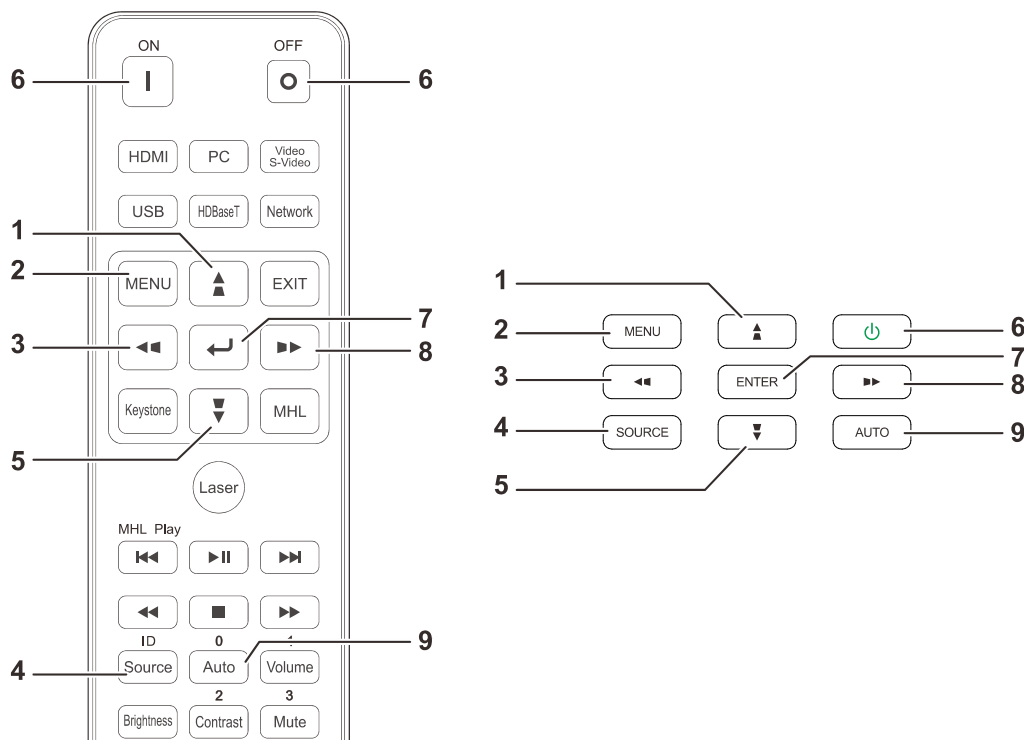 ON OFF
6 6
HDMI PC Video S-Video
USB HDBaseT Network
1
2 MENU EXIT
7
3 8
Keystone MHL
5
Laser
MHL Play
ID 0
9
4 Source Auto Volume
2 3
Brightness Contrast Mute
1
2 MENU 6
7
3 ENTER 8
4 SOURCE AUTO 9
5